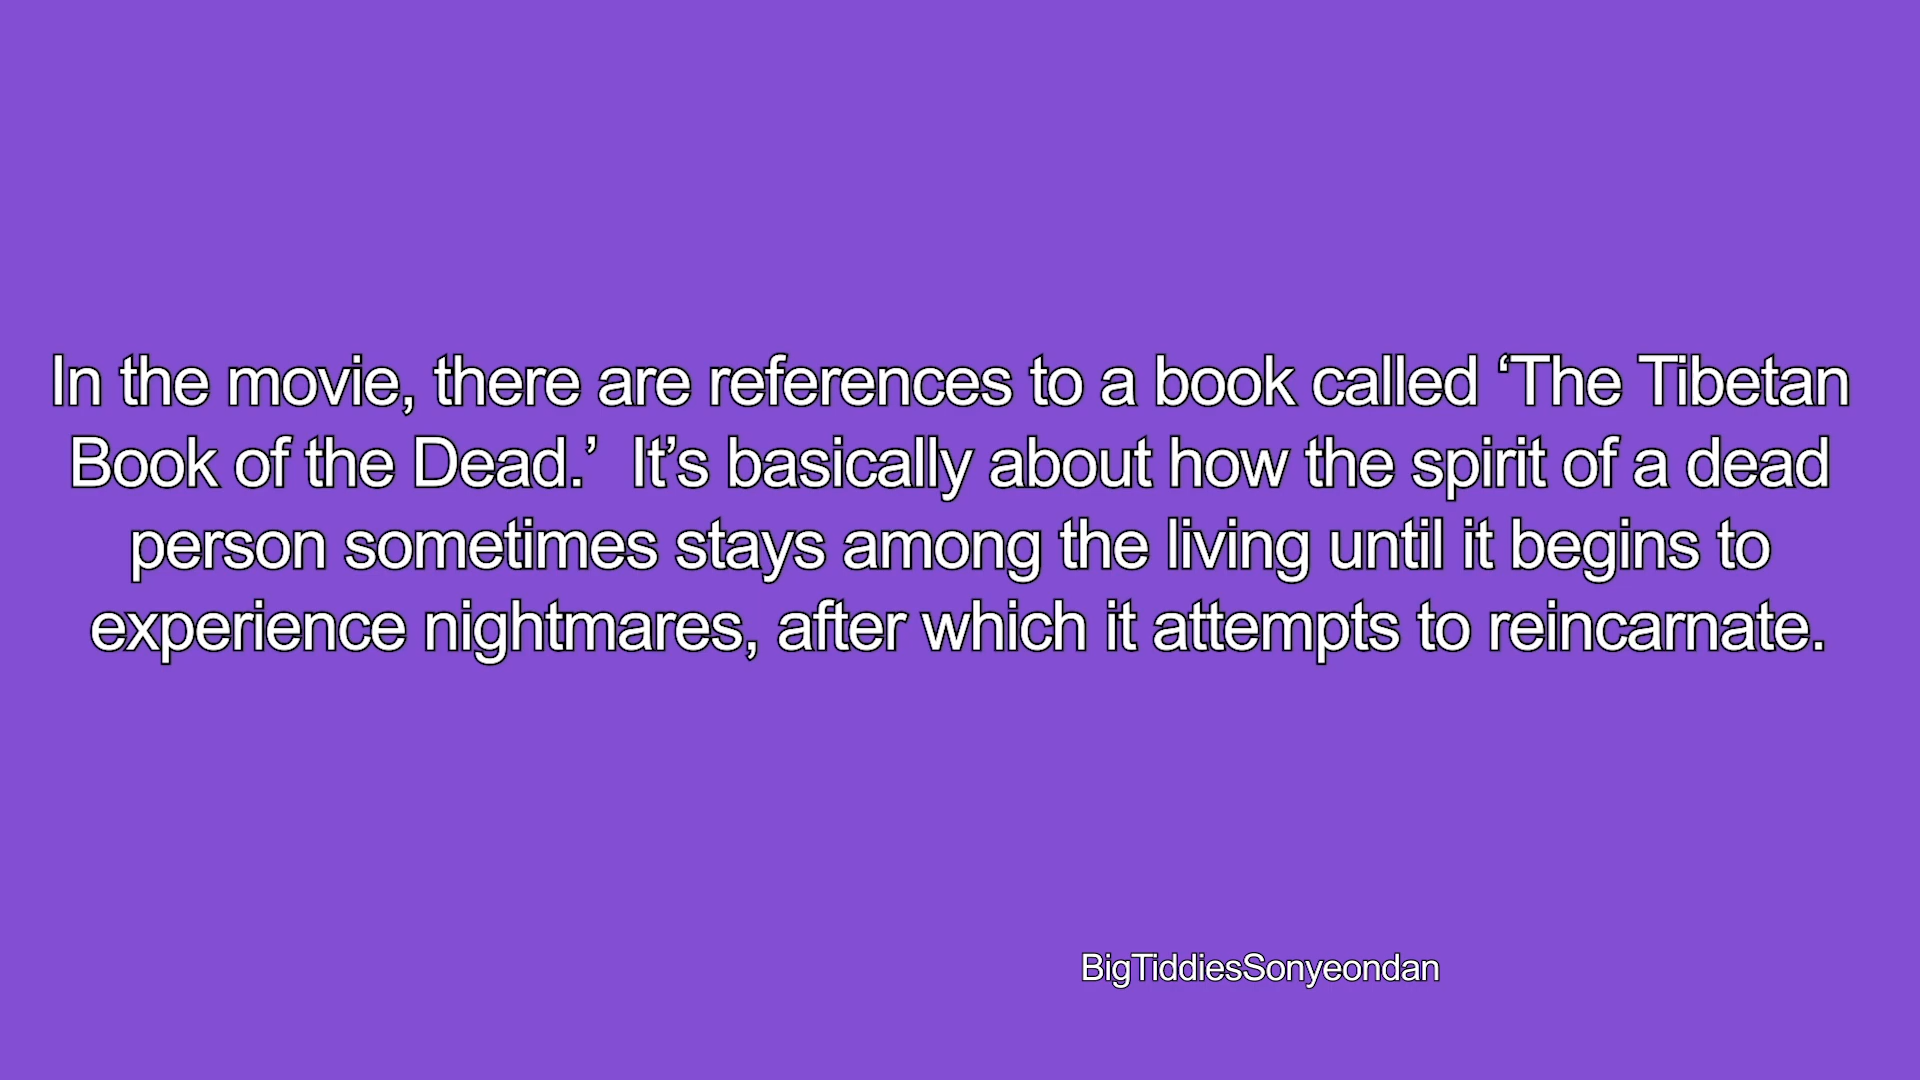 In the movie, there are references to a book called ‘The Tibetan
Book of the Dead.’  It’s basically about how the spirit of a dead
person sometimes stays among the living until it begins to
experience nightmares, after which it attempts to reincarnate.
BigTiddiesSonyeondan